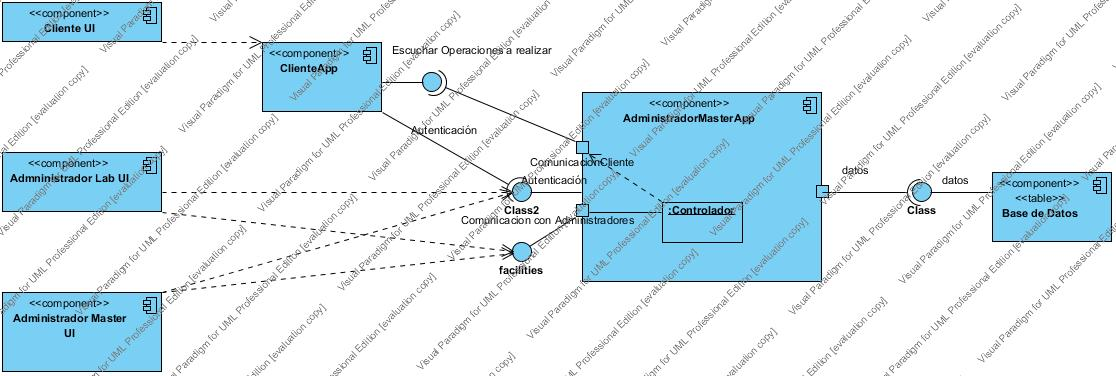 <<component>>
Cliente UI
<<component>>
ClienteApp
Escuchar Operaciones a realizar
Autenticación
<<component>>
Admministrador Lab UI
<<component>>
Administrador Master
UI
<<component>>
AdministradorMasterApp
ComunicacionCliente
Autenticación
Class2
Comunicacion con Administradores
facilities
:Controlador
datos
datos
Class
<<component>>
<<table>>
Base de Datos
Visual Paradigm for UML Professional Edition [evaluation copy]